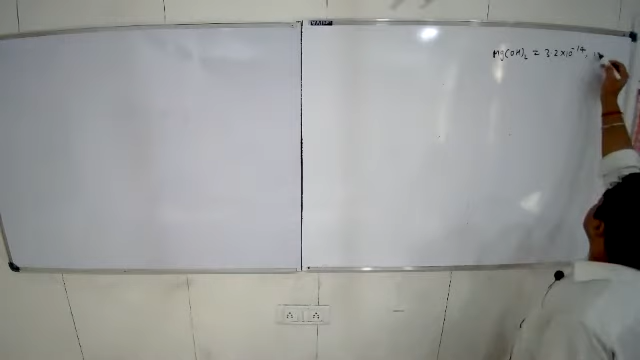 Mg(OH)₂ = 3.2×10⁻¹⁴,